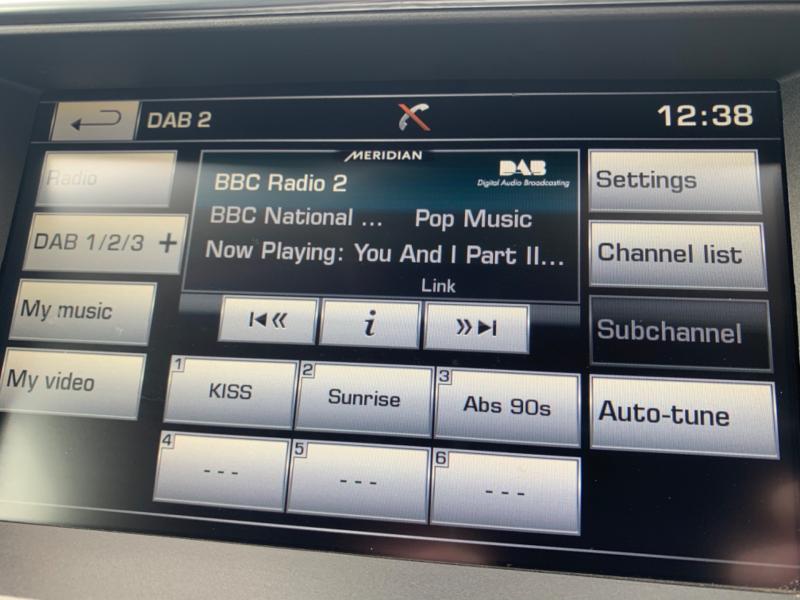 DAB 2
12:38
Radio
DAB 1/2/3 +
My music
My video
MERIDIAN
DAB
Digital Audio Broadcasting
BBC Radio 2
BBC National ... Pop Music
Now Playing: You And I Part II...
Link
i
Settings
Channel list
Subchannel
Auto-tune
1 KISS
2 Sunrise
3 Abs 90s
4 ---
5 ---
6 ---